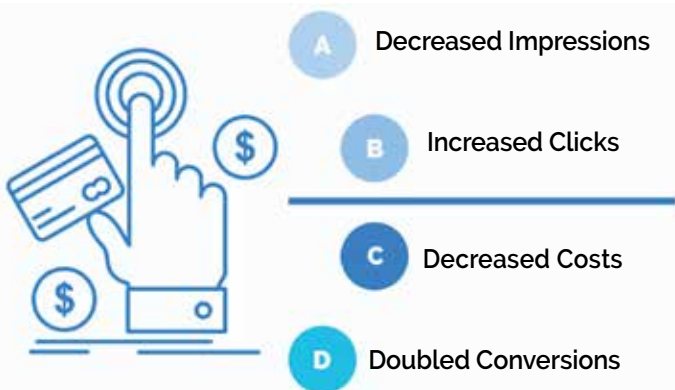 A Decreased Impressions
B Increased Clicks
$
C Decreased Costs
$
D Doubled Conversions